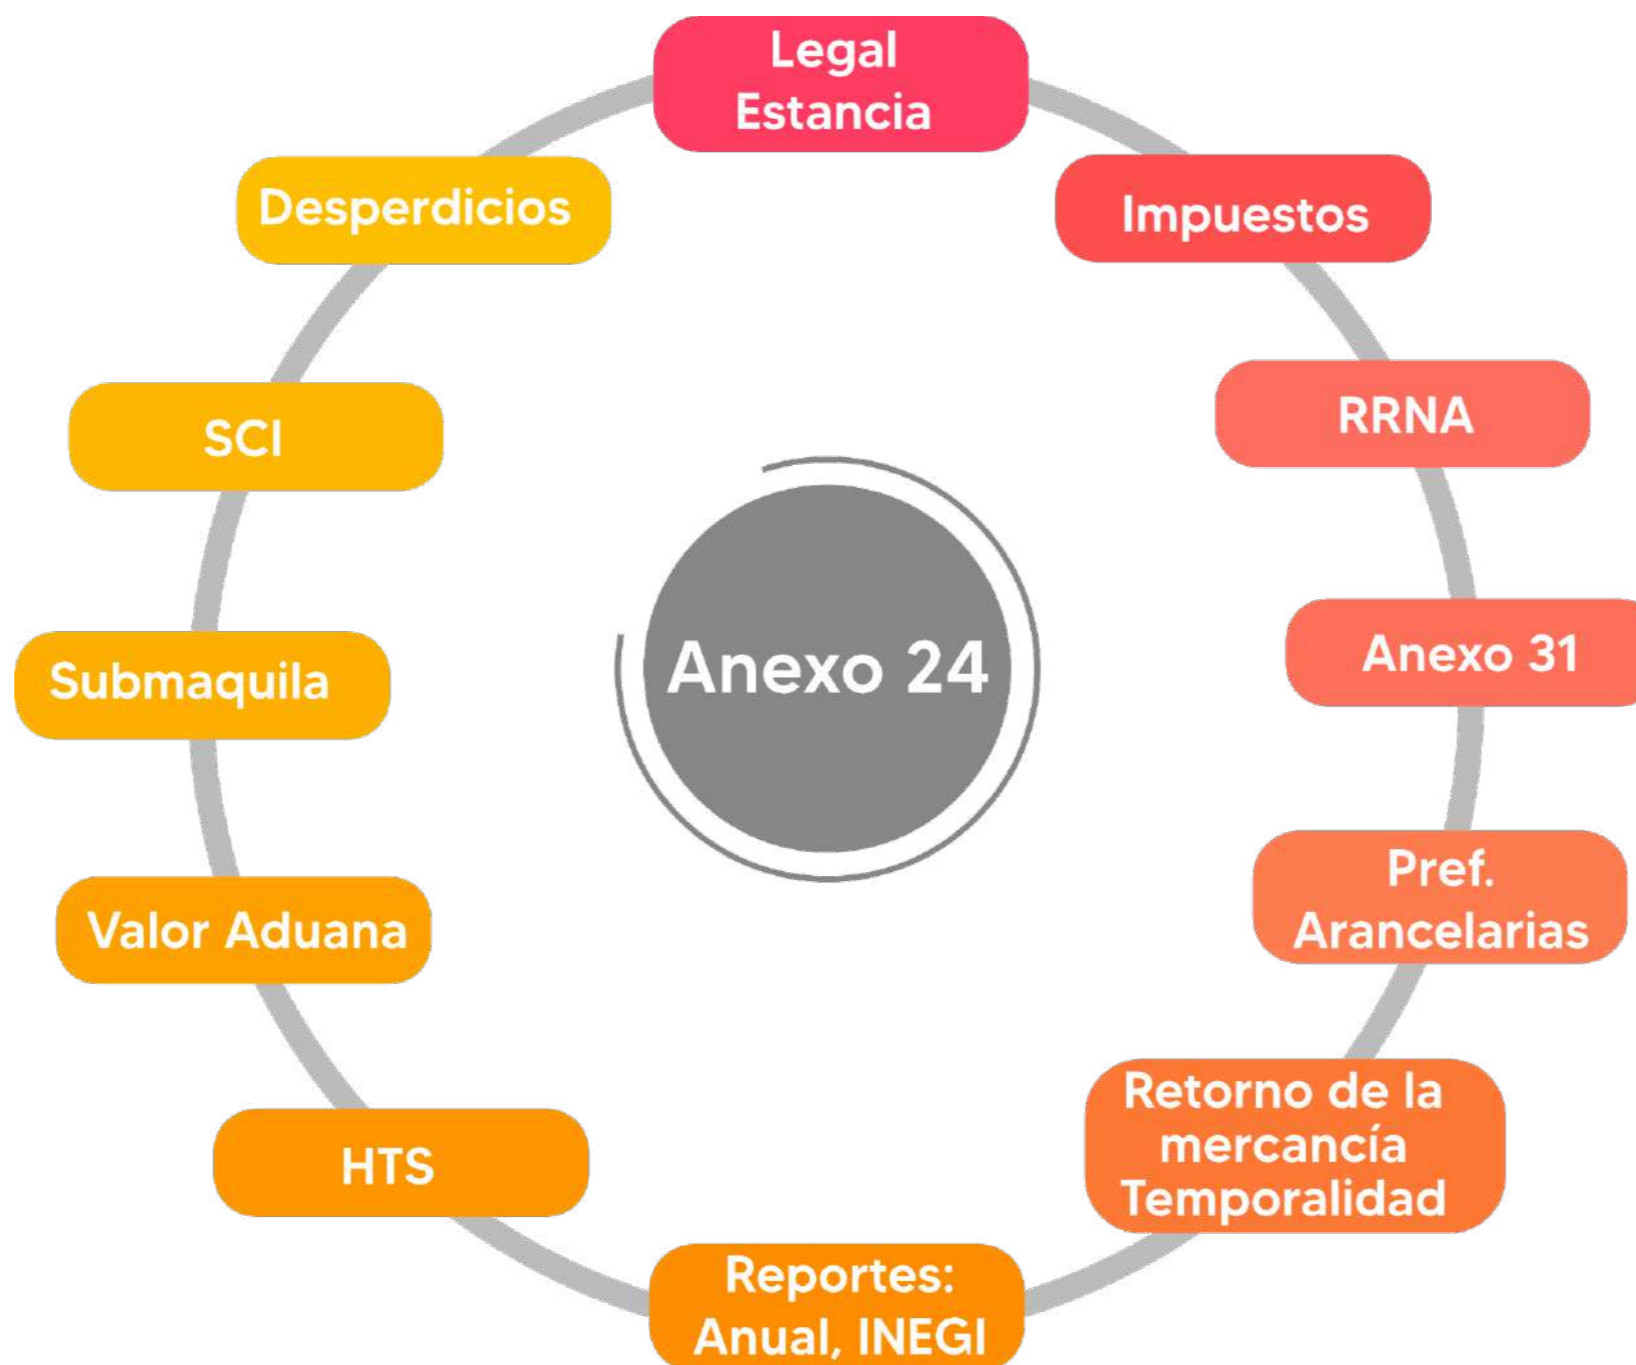 Legal
Estancia
Impuestos
RRNA
Anexo 31
Pref.
Arancelarias
Retorno de la
mercancía
Temporalidad
Reportes:
Anual, INEGI
HTS
Valor Aduana
Submaquila
SCI
Desperdicios
Anexo 24